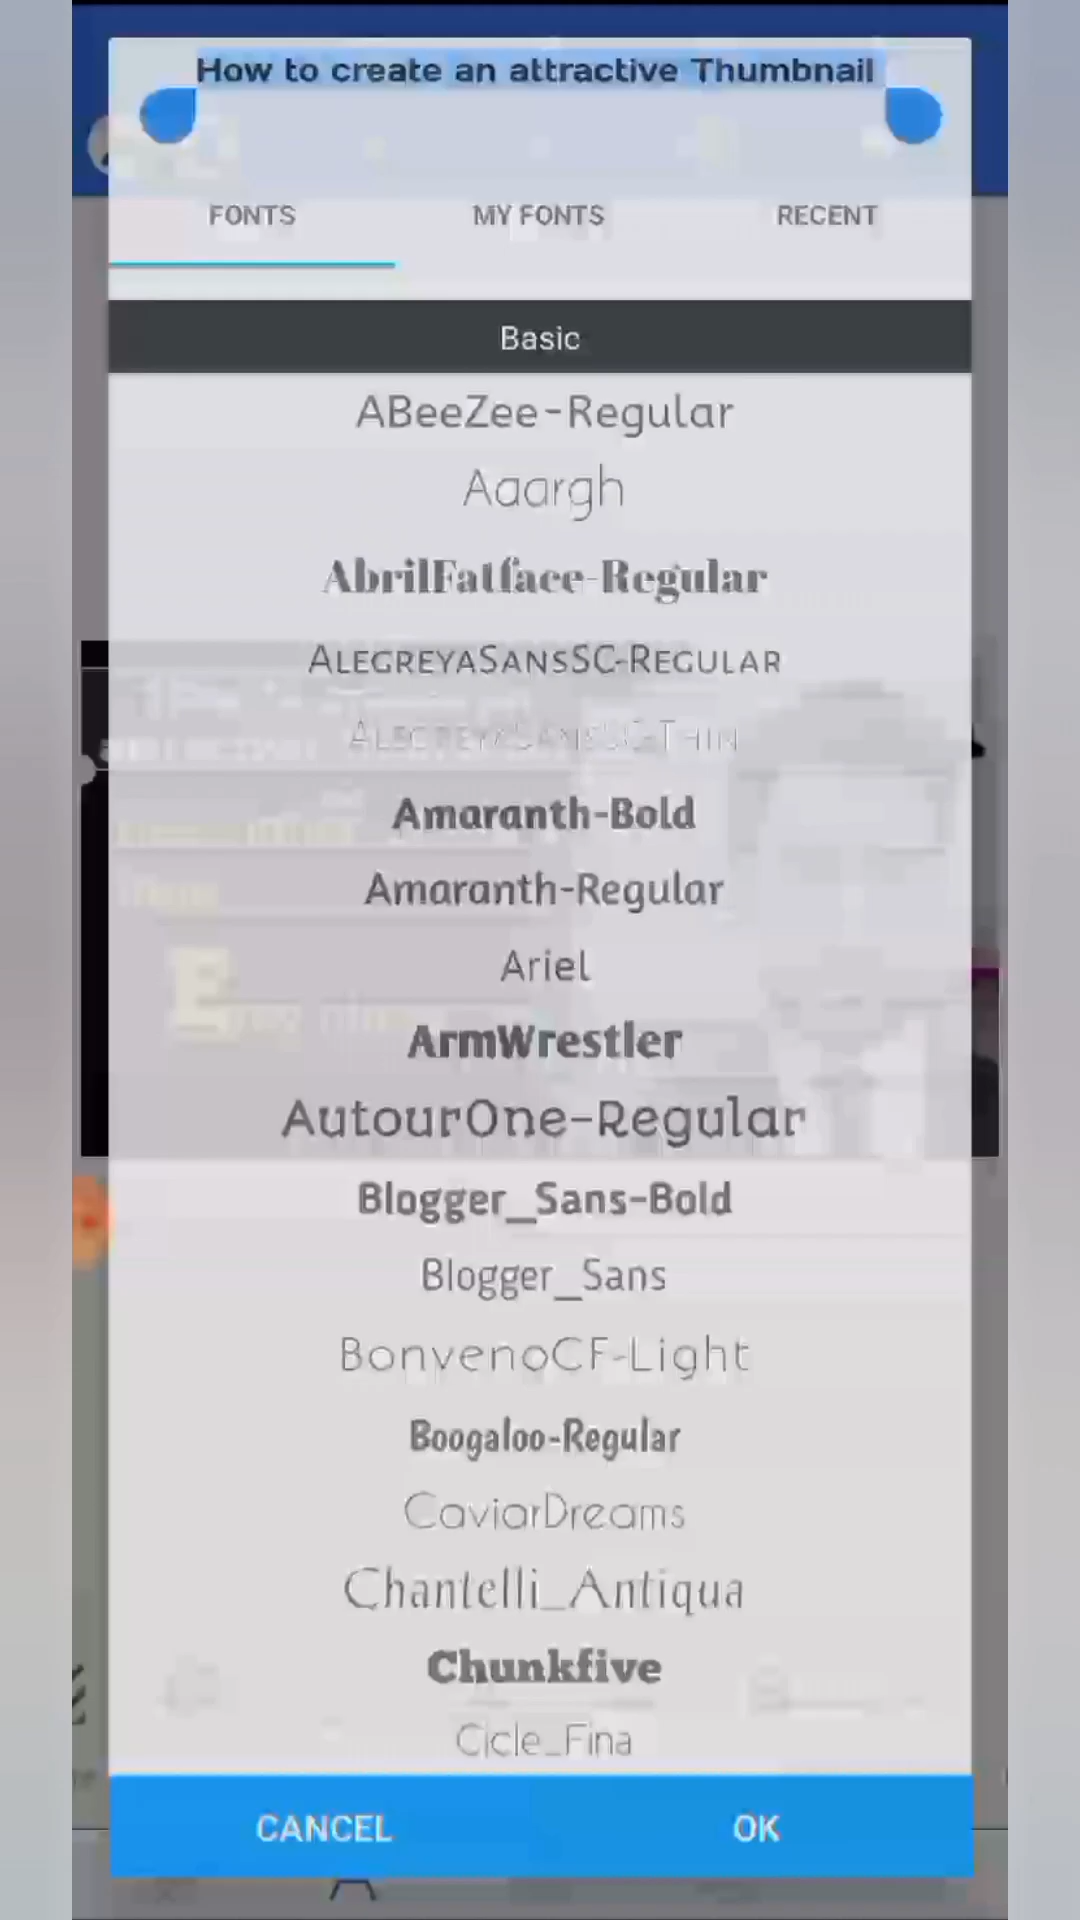 How to create an attractive Thumbnail
FONTS
MY FONTS
RECENT
Basic
ABeeZee-Regular
Aaargh
AbrilFatface-Regular
AlegreyaSansSC-Regular
AlegreyaSansSC-Thin
Amaranth-Bold
Amaranth-Regular
Ariel
ArmWrestler
AutourOne-Regular
Blogger_Sans-Bold
Blogger_Sans
BonvenoCF-Light
Boogaloo-Regular
CaviarDreams
Chantelli_Antiqua
Chunkfive
Cicle_Fina
CANCEL
OK